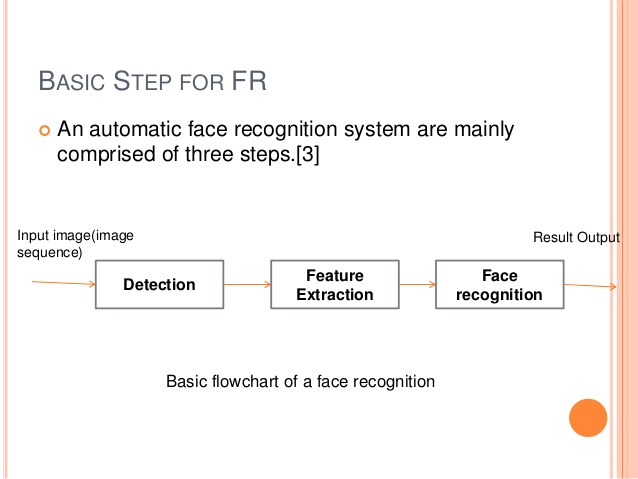 BASIC STEP FOR FR
An automatic face recognition system are mainly
comprised of three steps.[3]
Input image(image
sequence)
Result Output
Detection
Feature
Extraction
Face
recognition
Basic flowchart of a face recognition